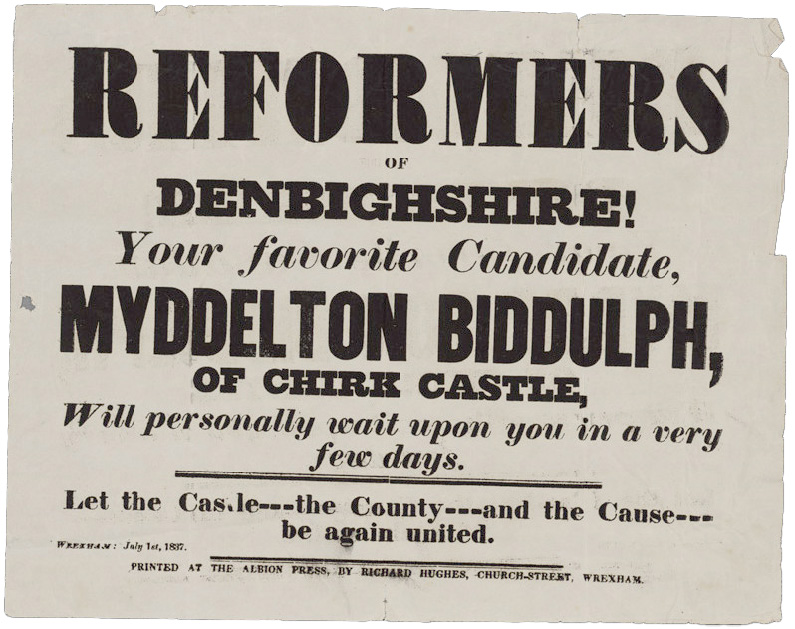 REFORMERS
OF
DENBIGHSHIRE!
Your favorite Candidate,
MYDDELTON BIDDULPH,
OF CHIRK CASTLE,
Will personally wait upon you in a very
few days.
Let the Castle---the County---and the Cause---
be again united.
WREXHAM: July 1st, 1837.
PRINTED AT THE ALBION PRESS, BY RICHARD HUGHES, CHURCH-STREET, WREXHAM.